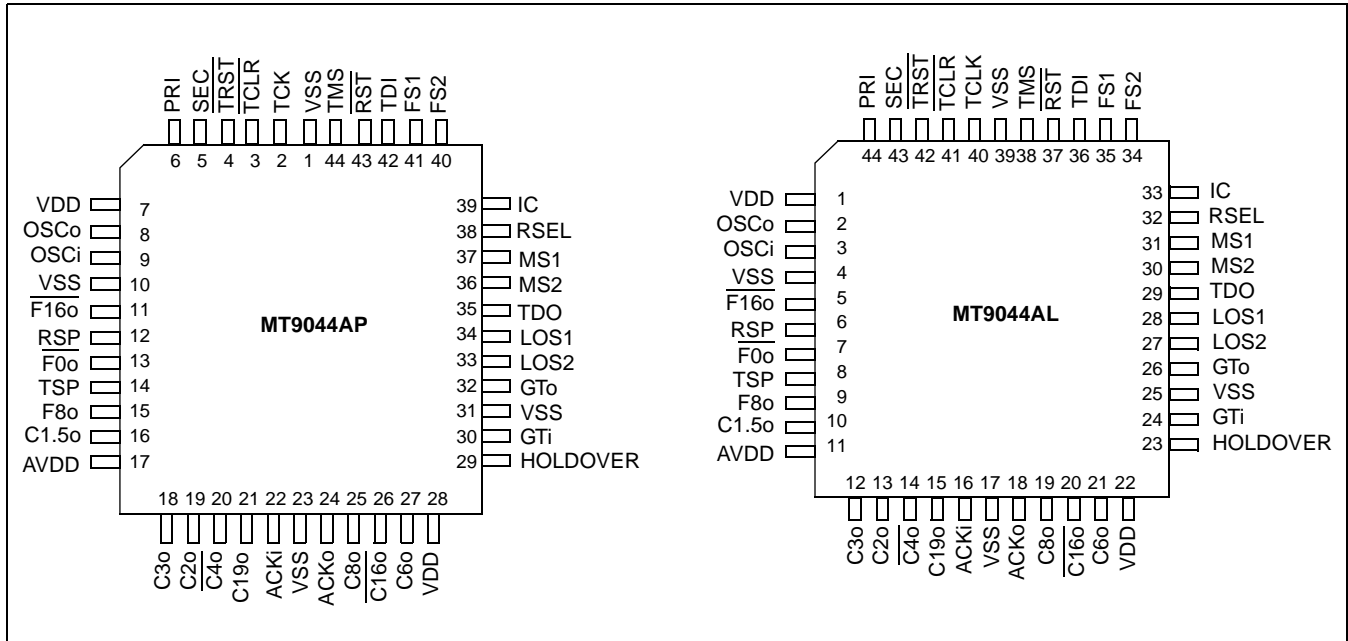 PRI SEC TRST TCLR TCK VSS TMS RST TDI FS1 FS2
6 5 4 3 2 1 44 43 42 41 40
VDD 7
OSCo 8
OSCi 9
VSS 10
F16o 11
RSP 12
F0o 13
TSP 14
F8o 15
C1.5o 16
AVDD 17
MT9044AP
39 IC
38 RSEL
37 MS1
36 MS2
35 TDO
34 LOS1
33 LOS2
32 GTo
31 VSS
30 GTi
29 HOLDOVER
18 19 20 21 22 23 24 25 26 27 28
C3o C2o C4o C19o ACKi VSS ACKo C8o C16o C6o VDD
PRI SEC TRST TCLR TCLK VSS TMS RST TDI FS1 FS2
44 43 42 41 40 39 38 37 36 35 34
VDD 1
OSCo 2
OSCi 3
VSS 4
F16o 5
RSP 6
F0o 7
TSP 8
F8o 9
C1.5o 10
AVDD 11
MT9044AL
33 IC
32 RSEL
31 MS1
30 MS2
29 TDO
28 LOS1
27 LOS2
26 GTo
25 VSS
24 GTi
23 HOLDOVER
12 13 14 15 16 17 18 19 20 21 22
C3o C2o C4o C19o ACKi VSS ACKo C8o C16o C6o VDD